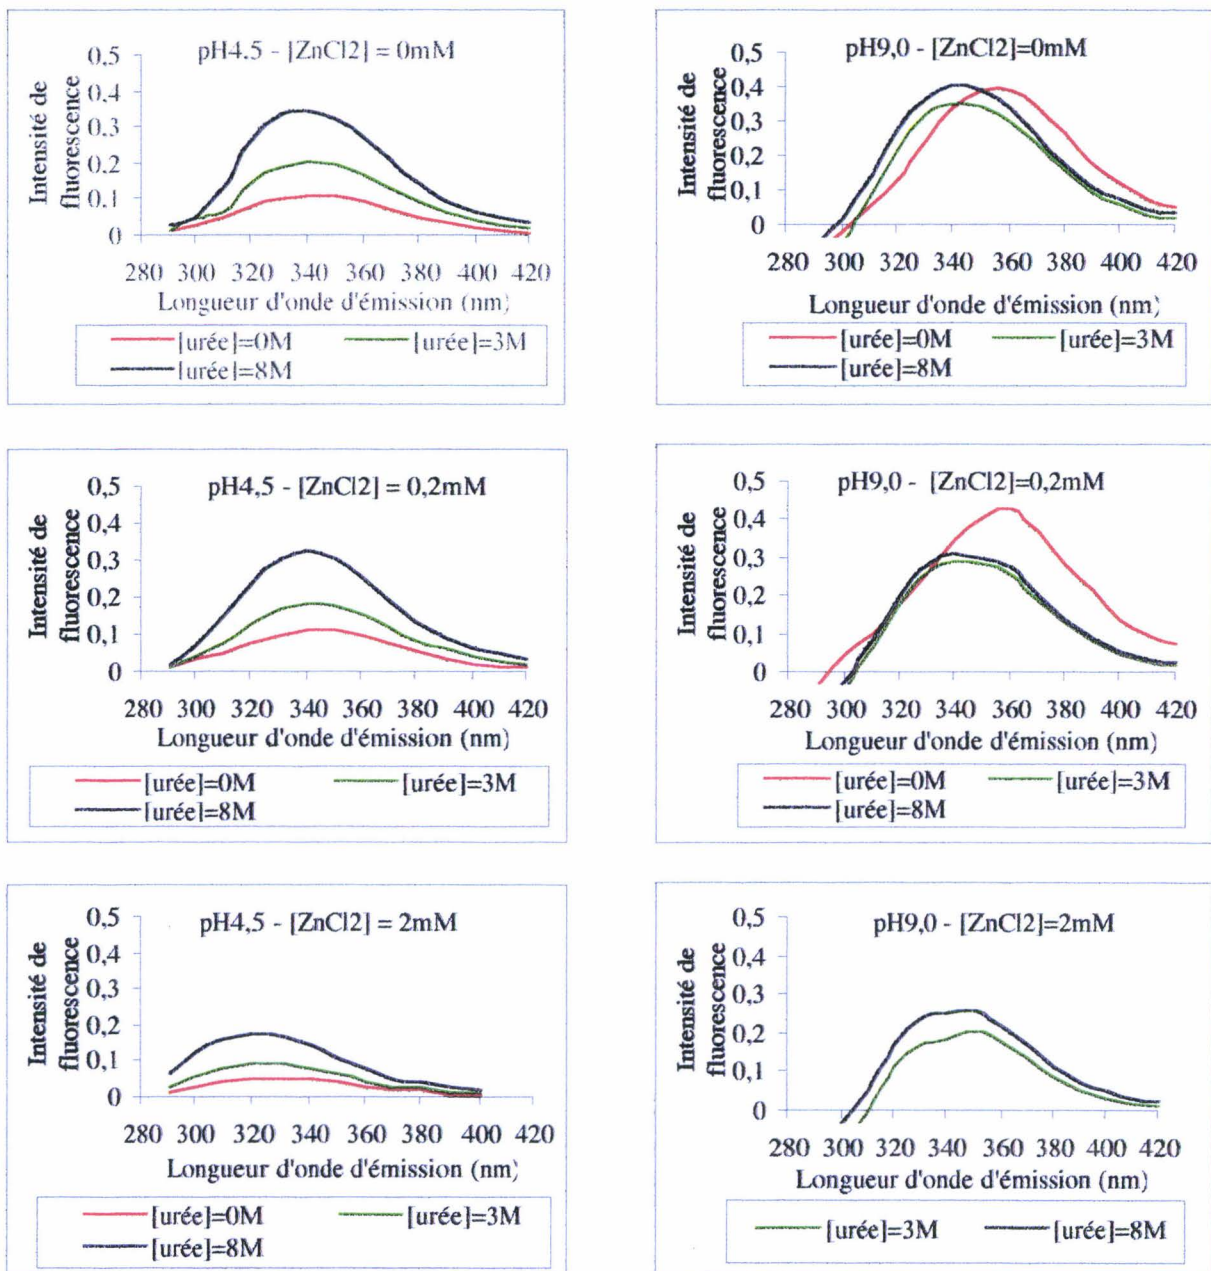 pH4.5 - [ZnCl2] = 0mM
Intensité de
fluorescence
0,5
0,4
0,3
0,2
0,1
0
280 300 320 340 360 380 400 420
Longueur d'onde d'émission (nm)
[urée]=0M [urée]=3M
[urée]=8M
pH9,0 - [ZnCl2]=0mM
Intensité de
fluorescence
0,5
0,4
0,3
0,2
0,1
0
280 300 320 340 360 380 400 420
Longueur d'onde d'émission (nm)
[urée]=0M [urée]=3M
[urée]=8M
pH4,5 - [ZnCl2] = 0,2mM
Intensité de
fluorescence
0,5
0,4
0,3
0,2
0,1
0
280 300 320 340 360 380 400 420
Longueur d'onde d'émission (nm)
[urée]=0M [urée]=3M
[urée]=8M
pH9,0 - [ZnCl2]=0,2mM
Intensité de
fluorescence
0,5
0,4
0,3
0,2
0,1
0
280 300 320 340 360 380 400 420
Longueur d'onde d'émission (nm)
[urée]=0M [urée]=3M
[urée]=8M
pH4,5 - [ZnCl2] = 2mM
Intensité de
fluorescence
0,5
0,4
0,3
0,2
0,1
0
280 300 320 340 360 380 400 420
Longueur d'onde d'émission (nm)
[urée]=0M [urée]=3M
[urée]=8M
pH9,0 - [ZnCl2]=2mM
Intensité de
fluorescence
0,5
0,4
0,3
0,2
0,1
0
280 300 320 340 360 380 400 420
Longueur d'onde d'émission (nm)
[urée]=3M [urée]=8M